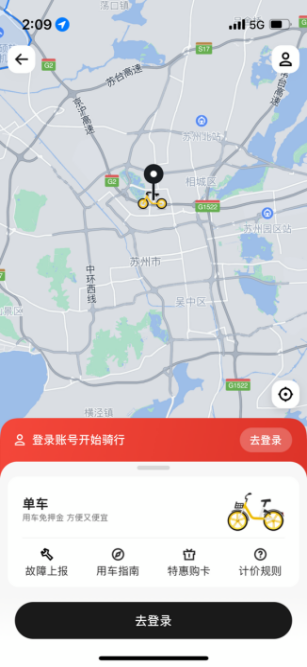 落口镇
2:09
5G
S17
G2
苏台高速
京沪高速
苏州北站
相城区
G2
G1522
苏州园区站
苏州市
中环西线
吴中区
G1522
横泾镇
登录账号开始骑行
去登录
单车
用车免押金 方便又便宜
故障上报
用车指南
特惠购卡
计价规则
去登录